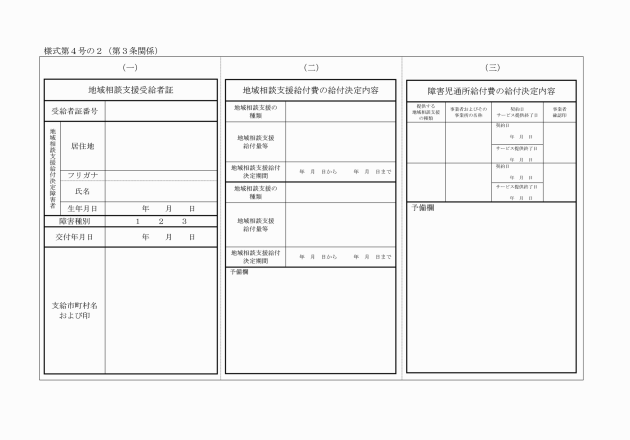 様式第４号の２（第３条関係）
（一）
地域相談支援受給者証
受給者証番号
地域相談支援給付決定障害者
居住地
フリガナ
氏名
生年月日
年　月　日
障害種別
１　２　３
交付年月日
年　月　日
支給市町村名
および印
（二）
地域相談支援給付費の給付決定内容
地域相談支援の
種類
地域相談支援
給付量等
地域相談支援給付
決定期間
年　月　日から　年　月　日まで
地域相談支援の
種類
地域相談支援
給付量等
地域相談支援給付
決定期間
年　月　日から　年　月　日まで
予備欄
（三）
障害児通所給付費の給付決定内容
提供する
地域相談支援
の種類
事業者およびその
事業所の名称
契約日
サービス提供終了日
事業者
確認印
契約日
年　月　日
サービス提供終了日
年　月　日
契約日
年　月　日
サービス提供終了日
年　月　日
予備欄